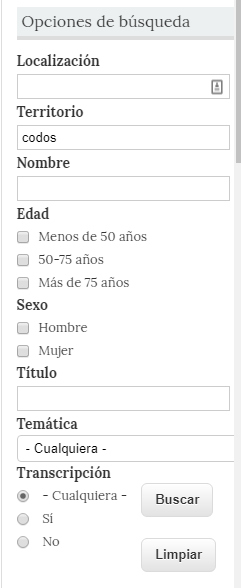 Opciones de búsqueda
Localización
Territorio
codos
Nombre
Edad
Menos de 50 años
50-75 años
Más de 75 años
Sexo
Hombre
Mujer
Título
Temática
- Cualquiera -
Transcripción
- Cualquiera -
Sí
No
Buscar
Limpiar